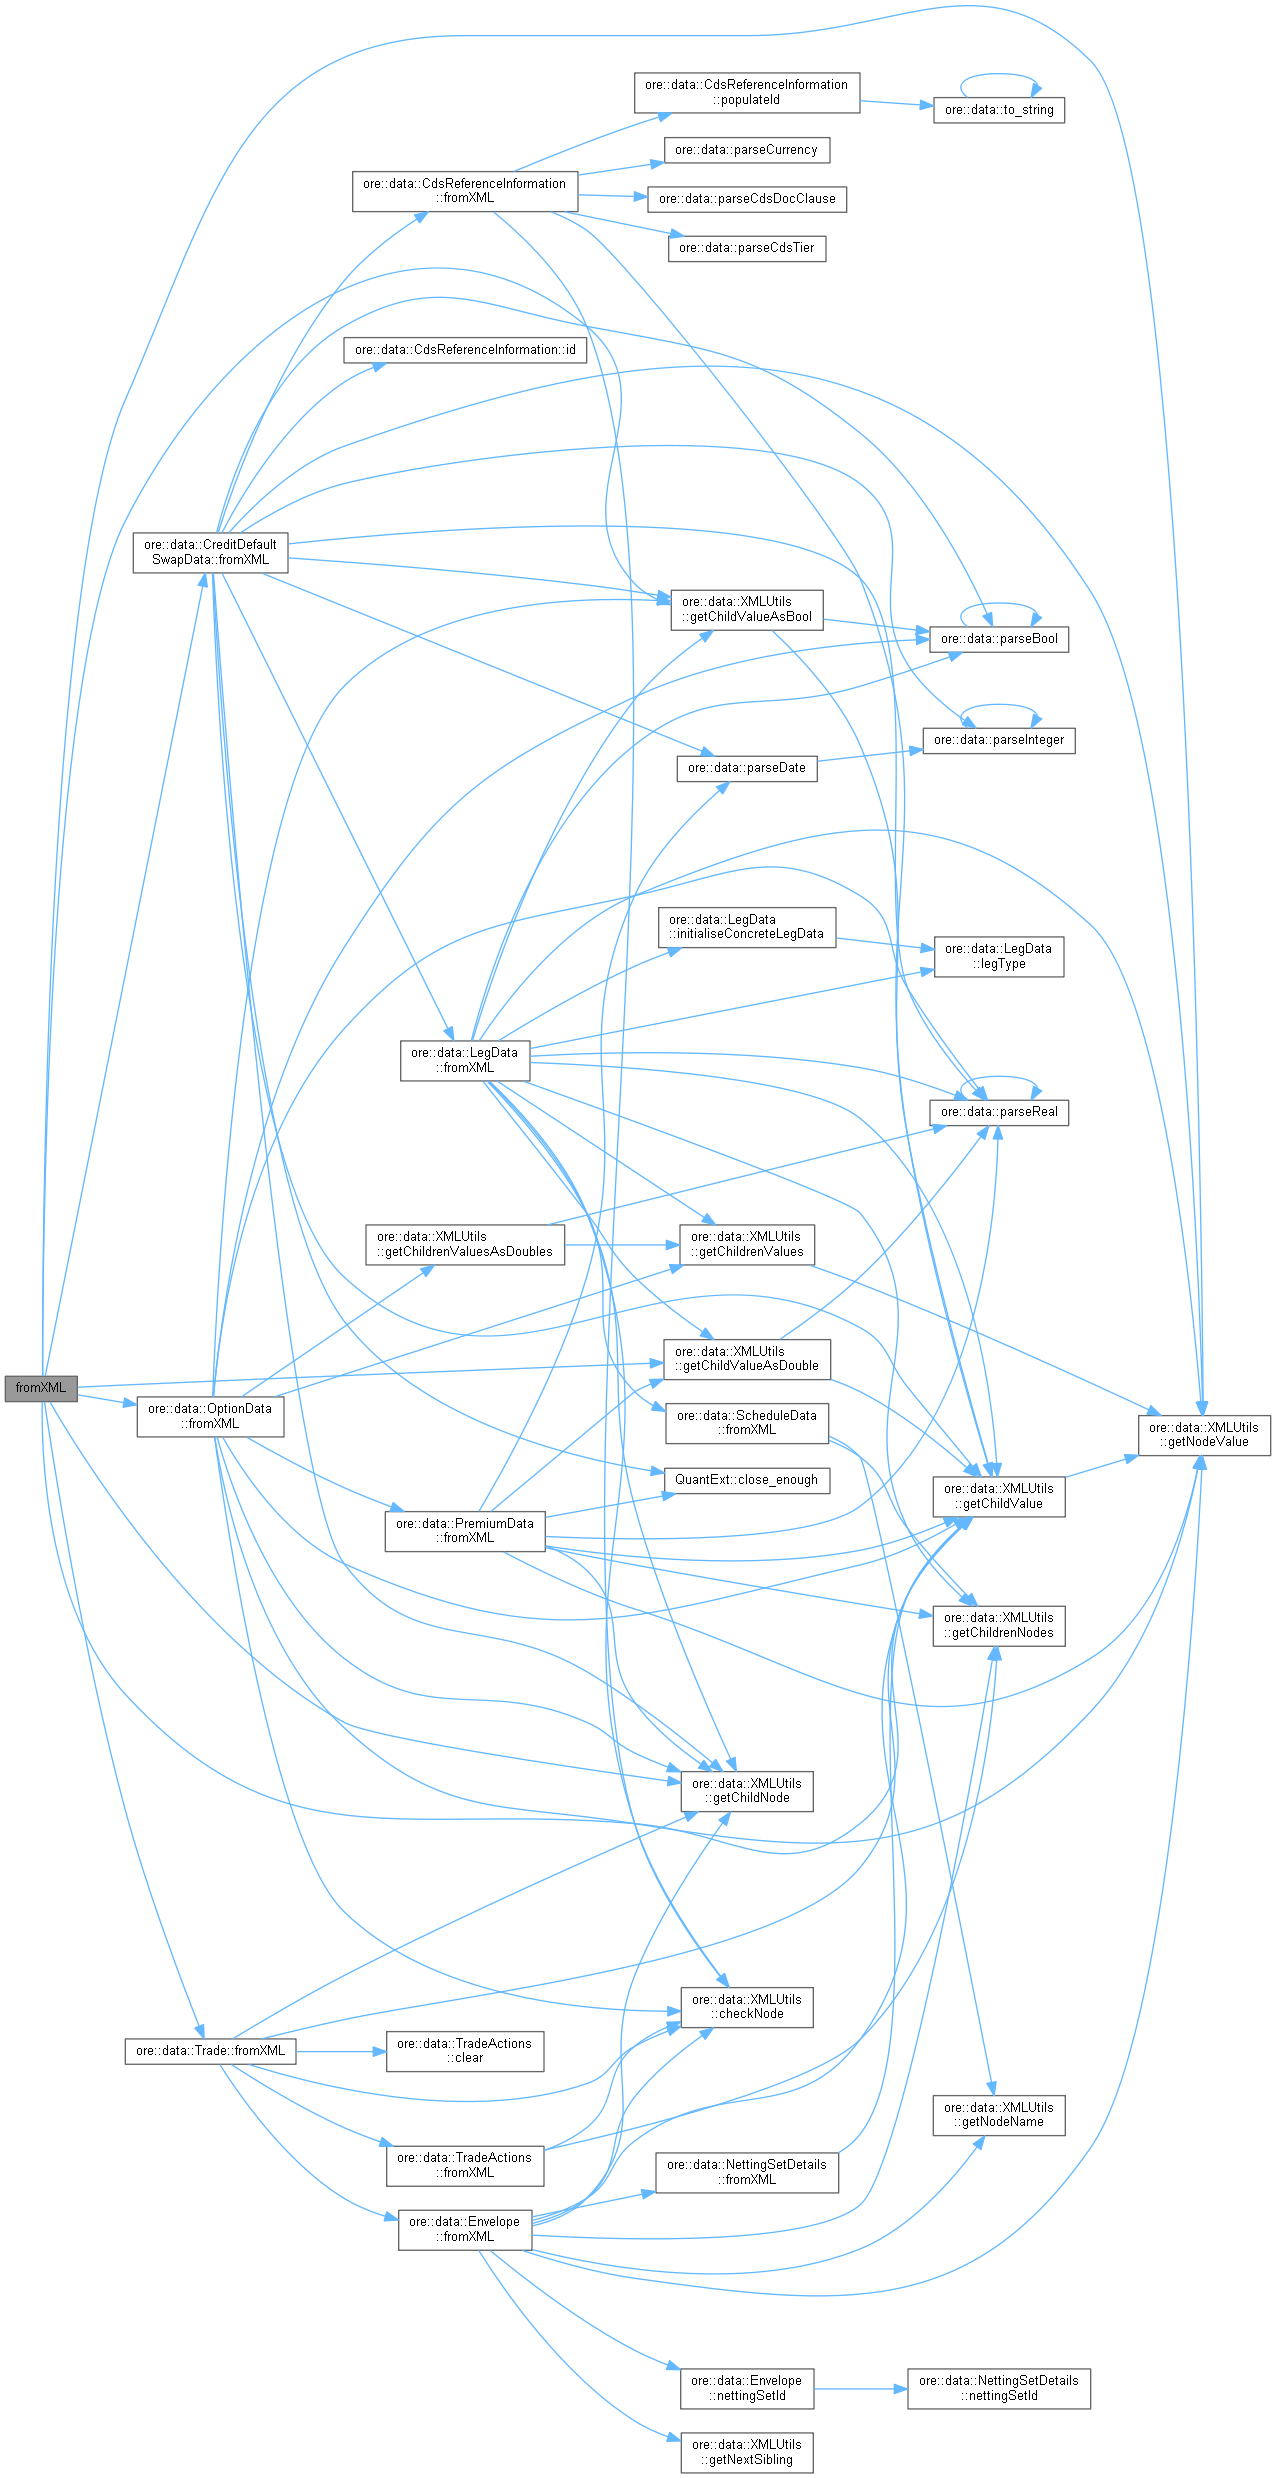 ore::data::CdsReferenceInformation
::populateId
ore::data::to_string
ore::data::parseCurrency
ore::data::CdsReferenceInformation
::fromXML
ore::data::parseCdsDocClause
ore::data::parseCdsTier
ore::data::CdsReferenceInformation::id
ore::data::CreditDefault
SwapData::fromXML
ore::data::XMLUtils
::getChildValueAsBool
ore::data::parseBool
ore::data::parseInteger
ore::data::parseDate
ore::data::LegData
::initialiseConcreteLegData
ore::data::LegData
::legType
ore::data::LegData
::fromXML
ore::data::parseReal
ore::data::XMLUtils
::getChildrenValuesAsDoubles
ore::data::XMLUtils
::getChildrenValues
ore::data::XMLUtils
::getChildValueAsDouble
fromXML
ore::data::OptionData
::fromXML
ore::data::ScheduleData
::fromXML
ore::data::XMLUtils
::getNodeValue
QuantExt::close_enough
ore::data::XMLUtils
::getChildValue
ore::data::PremiumData
::fromXML
ore::data::XMLUtils
::getChildrenNodes
ore::data::XMLUtils
::getChildNode
ore::data::XMLUtils
::checkNode
ore::data::Trade::fromXML
ore::data::TradeActions
::clear
ore::data::XMLUtils
::getNodeName
ore::data::TradeActions
::fromXML
ore::data::NettingSetDetails
::fromXML
ore::data::Envelope
::fromXML
ore::data::Envelope
::nettingSetId
ore::data::NettingSetDetails
::nettingSetId
ore::data::XMLUtils
::getNextSibling